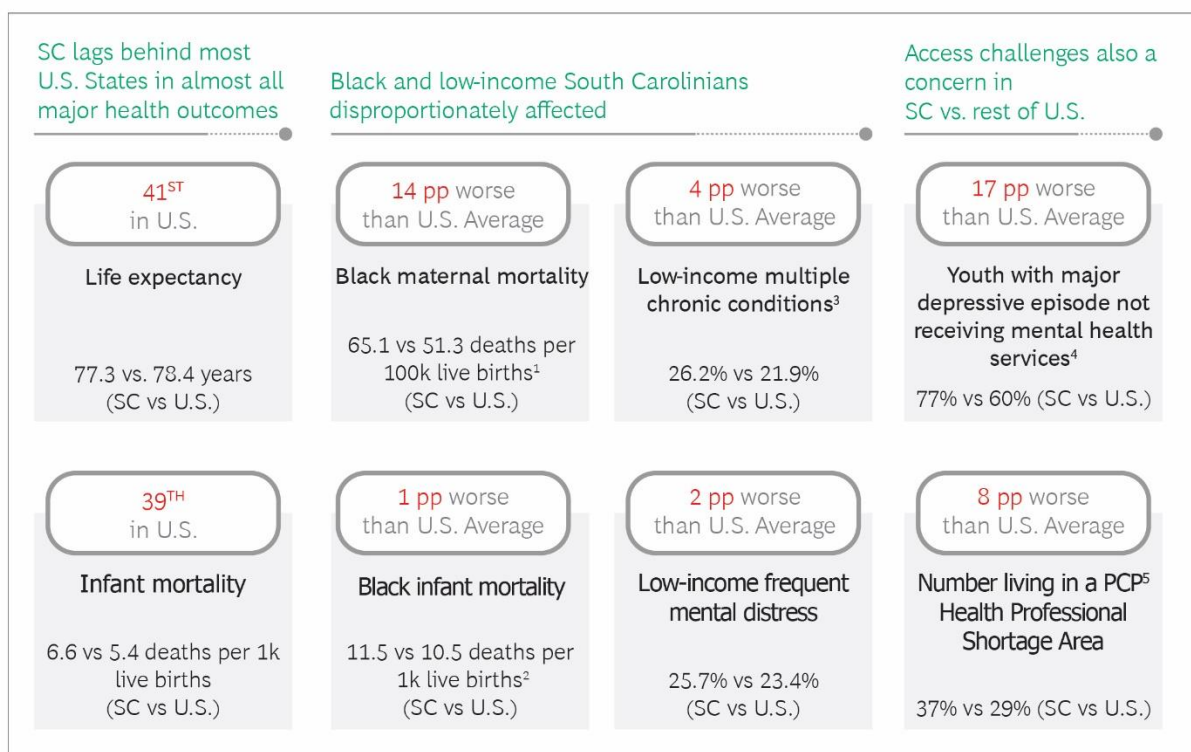 SC lags behind most
U.S. States in almost all
major health outcomes
Black and low-income South Carolinians
disproportionately affected
Access challenges also a
concern in
SC vs. rest of U.S.
41ST
in U.S.
Life expectancy
77.3 vs. 78.4 years
(SC vs U.S.)
14 pp worse
than U.S. Average
Black maternal mortality
65.1 vs 51.3 deaths per
100k live births1
(SC vs U.S.)
4 pp worse
than U.S. Average
Low-income multiple
chronic conditions3
26.2% vs 21.9%
(SC vs U.S.)
17 pp worse
than U.S. Average
Youth with major
depressive episode not
receiving mental health
services4
77% vs 60% (SC vs U.S.)
39TH
in U.S.
Infant mortality
6.6 vs 5.4 deaths per 1k
live births
(SC vs U.S.)
1 pp worse
than U.S. Average
Black infant mortality
11.5 vs 10.5 deaths per
1k live births2
(SC vs U.S.)
2 pp worse
than U.S. Average
Low-income frequent
mental distress
25.7% vs 23.4%
(SC vs U.S.)
8 pp worse
than U.S. Average
Number living in a PCP5
Health Professional
Shortage Area
37% vs 29% (SC vs U.S.)